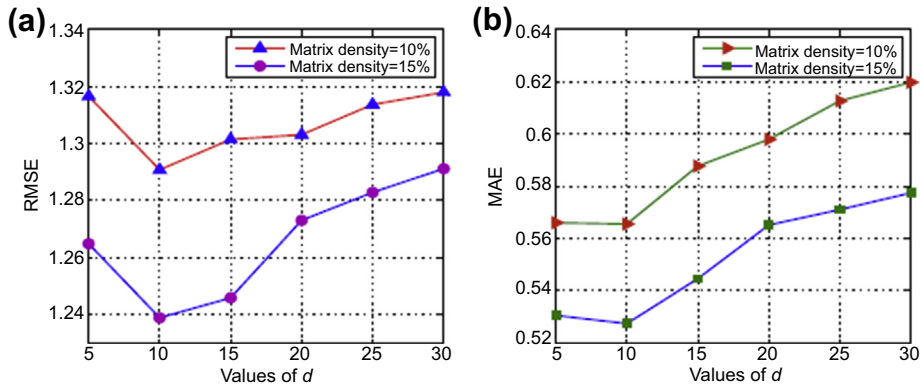 (a)
1.34
1.32
1.3
1.28
1.26
1.24
RMSE
Matrix density=10%
Matrix density=15%
5 10 15 20 25 30
Values of d
(b)
0.64
0.62
0.6
0.58
0.56
0.54
0.52
MAE
Matrix density=10%
Matrix density=15%
5 10 15 20 25 30
Values of d